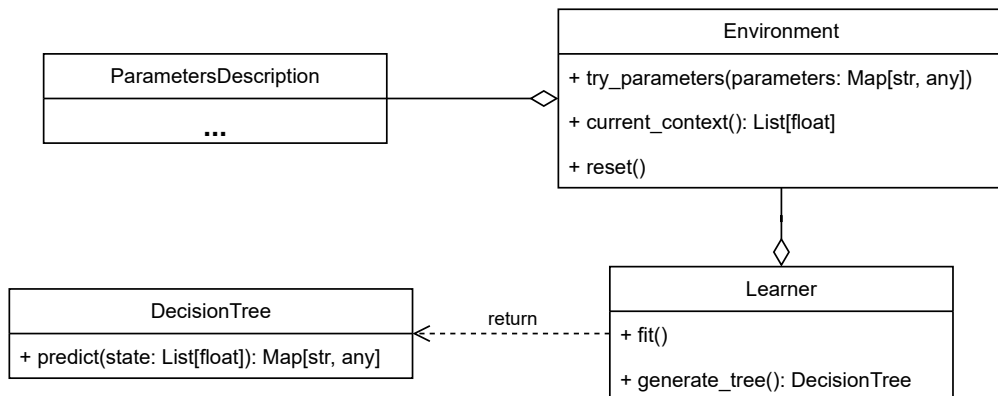 Environment
+ try_parameters(parameters: Map[str, any])
+ current_context(): List[float]
+ reset()
ParametersDescription
...
Learner
+ fit()
+ generate_tree(): DecisionTree
return
DecisionTree
+ predict(state: List[float]): Map[str, any]